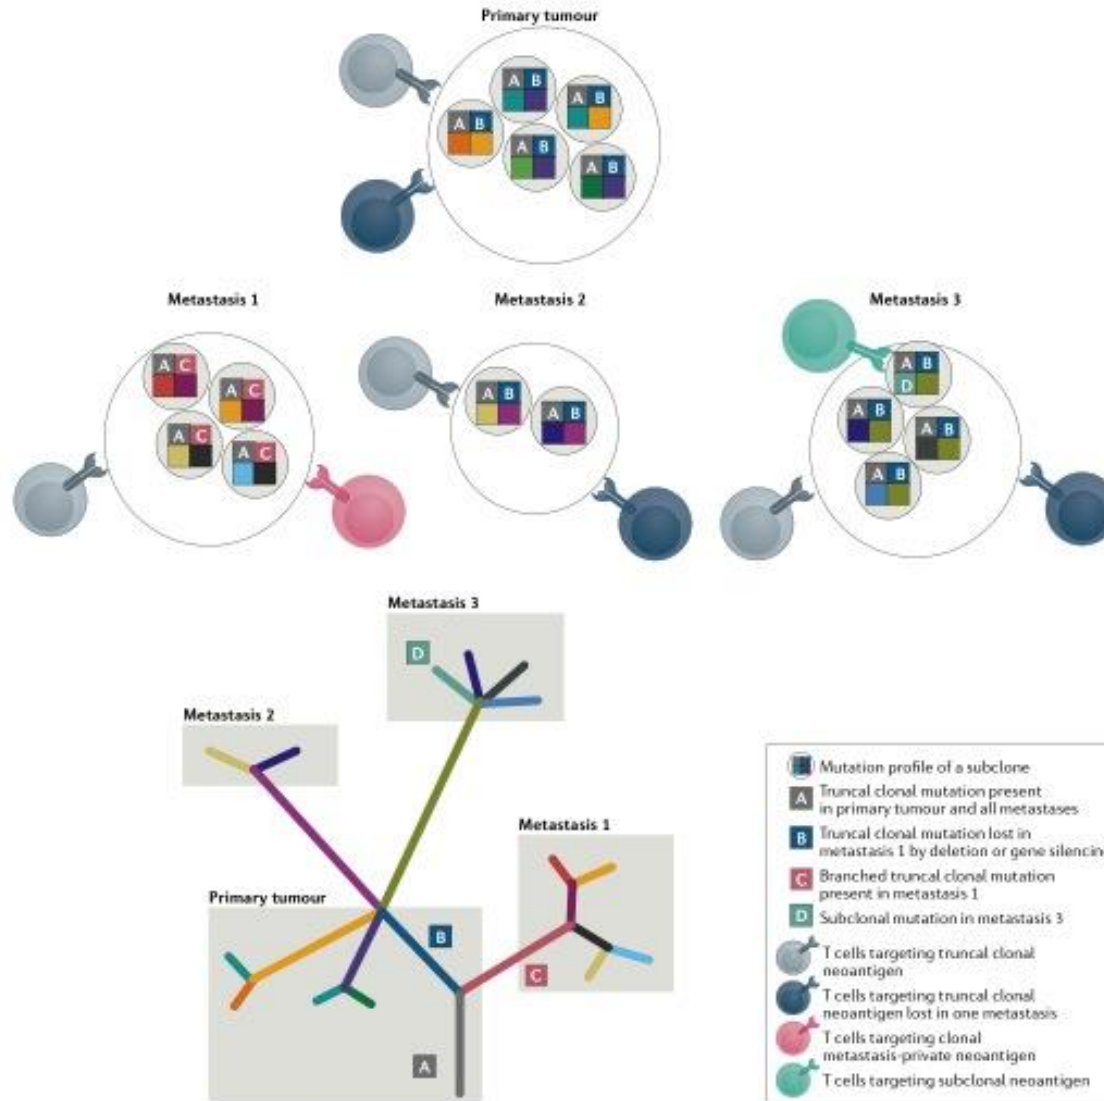 Primary tumour
A B
A B
A B
A B
A B
Metastasis 1
Metastasis 2
Metastasis 3
A C
A C
A C
A C
A B
A B
A B
D
A B
A B
A B
Metastasis 3
D
Metastasis 2
Metastasis 1
Primary tumour
B
C
A
Mutation profile of a subclone
A Truncal clonal mutation present
in primary tumour and all metastases
B Truncal clonal mutation lost in
metastasis 1 by deletion or gene silencing
C Branched truncal clonal mutation
present in metastasis 1
D Subclonal mutation in metastasis 3
T cells targeting truncal clonal
neoantigen
T cells targeting truncal clonal
neoantigen lost in one metastasis
T cells targeting clonal
metastasis-private neoantigen
T cells targeting subclonal neoantigen